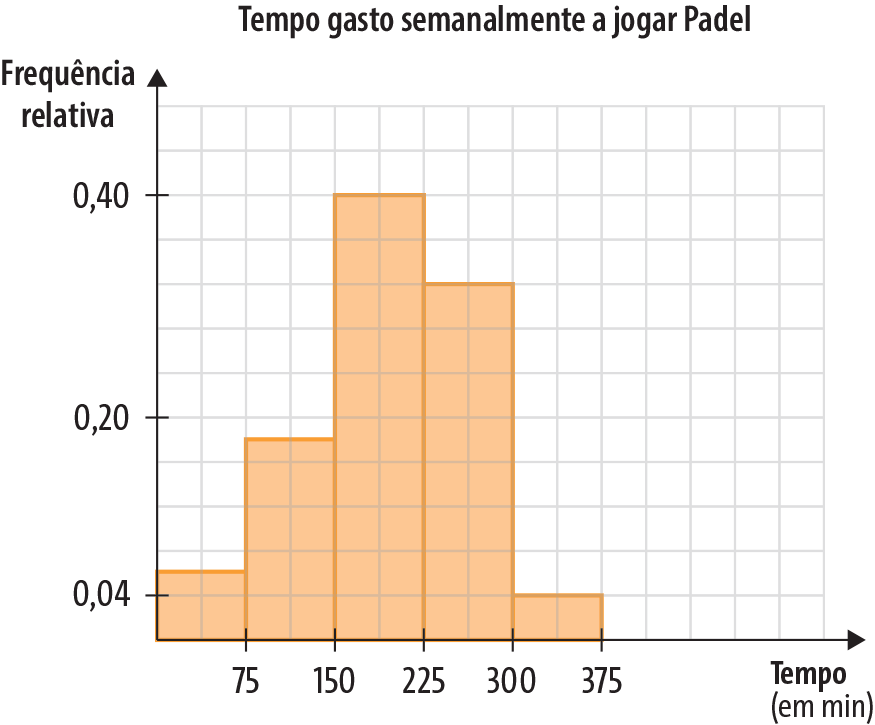 Tempo gasto semanalmente a jogar Padel
Frequência
relativa
0,40
0,20
0,04
75
150
225
300
375
Tempo
(em min)